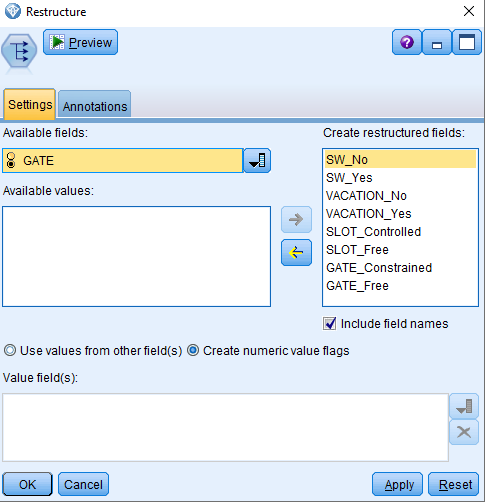 Restructure
Preview
Settings
Annotations
Available fields:
GATE
Available values:
Create restructured fields:
SW_No
SW_Yes
VACATION_No
VACATION_Yes
SLOT_Controlled
SLOT_Free
GATE_Constrained
GATE_Free
Include field names
Use values from other field(s) Create numeric value flags
Value field(s):
OK Cancel Apply Reset